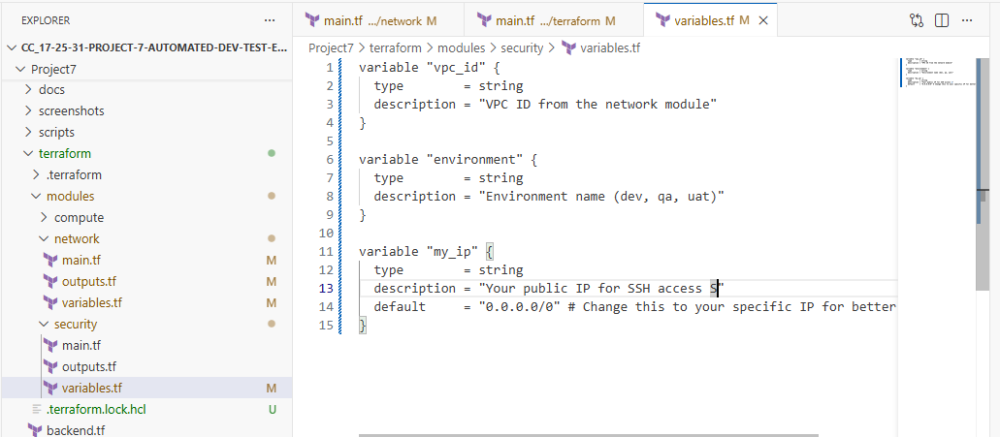 EXPLORER
CC_17-25-31-PROJECT-7-AUTOMATED-DEV-TEST-E...
Project7
docs
screenshots
scripts
terraform
.terraform
modules
compute
network
main.tf M
outputs.tf M
variables.tf M
security
main.tf
outputs.tf
variables.tf M
.terraform.lock.hcl U
backend.tf
main.tf .../network M
main.tf .../terraform M
variables.tf M
Project7 > terraform > modules > security > variables.tf
1 variable "vpc_id" {
2   type        = string
3   description = "VPC ID from the network module"
4 }
5
6 variable "environment" {
7   type        = string
8   description = "Environment name (dev, qa, uat)"
9 }
10
11 variable "my_ip" {
12   type        = string
13   description = "Your public IP for SSH access S"
14   default     = "0.0.0.0/0" # Change this to your specific IP for better
15 }